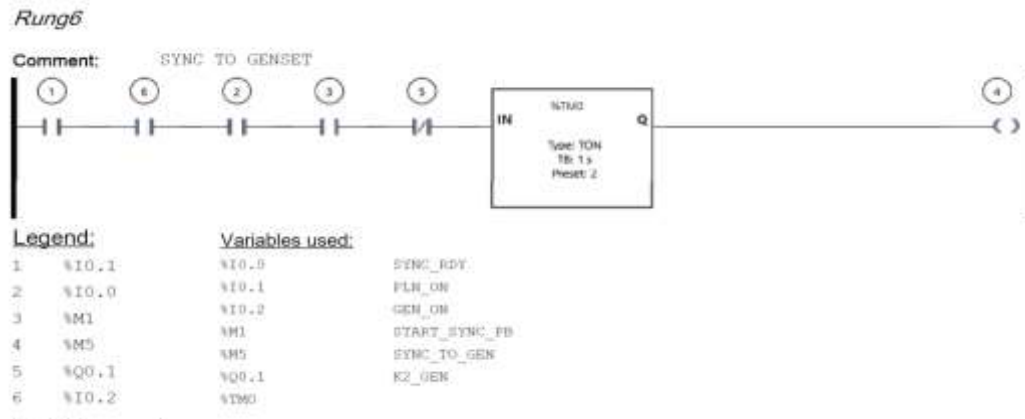 Rung6
Comment: SYNC TO GENSET
1 6 2 3 5 4
%TM0
IN Q
Type: TON
TB: 1 s
Preset: 2
Legend: Variables used:
1 %I0.1 %I0.0 SYNC_RDY
2 %I0.0 %I0.1 PLN_ON
3 %M1 %I0.2 GEN_ON
4 %M5 %M1 START_SYNC_PB
5 %Q0.1 %M5 SYNC_TO_GEN
6 %I0.2 %Q0.1 K2_GEN
%TM0